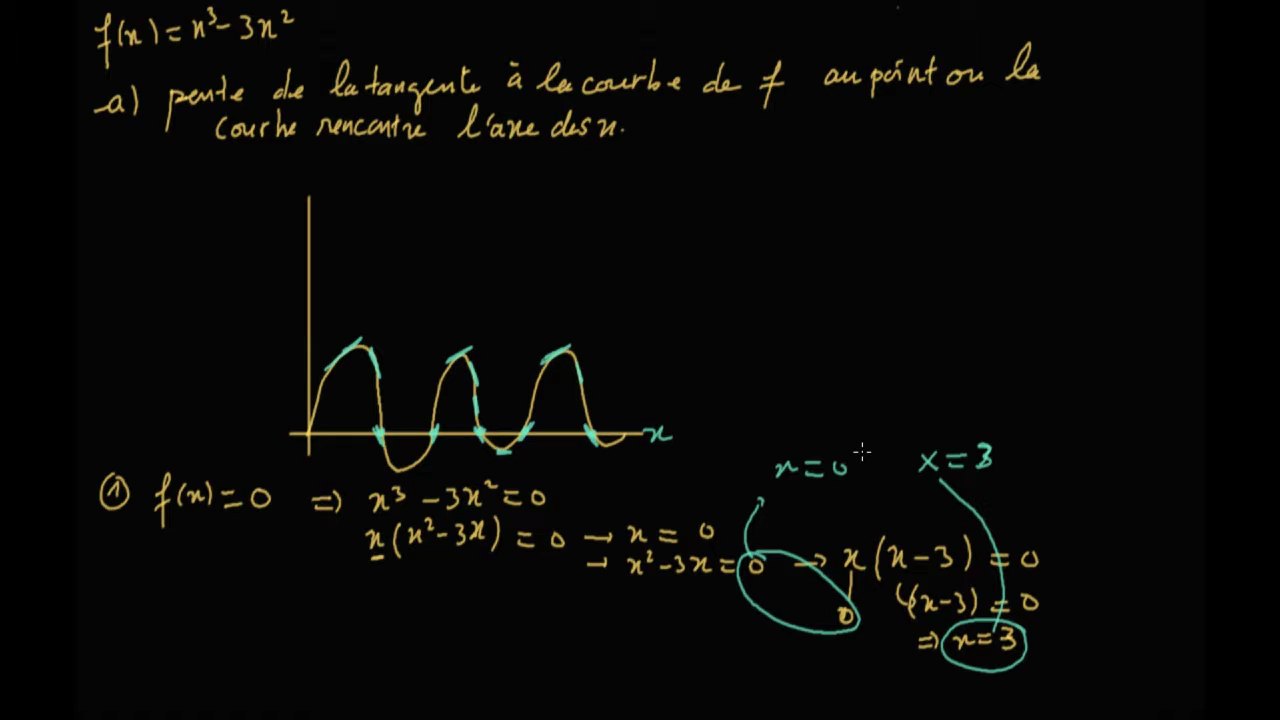 f(x) = x³ - 3x²
a) pente de la tangente à la courbe de f au point ou la
courbe rencontre l'axe des x.
x
x = 0 x = 3
① f(x) = 0 ⇒ x³ - 3x² = 0
x(x² - 3x) = 0 → x = 0
→ x² - 3x = 0 → x(x - 3) = 0
0 (x - 3) = 0
⇒ x = 3